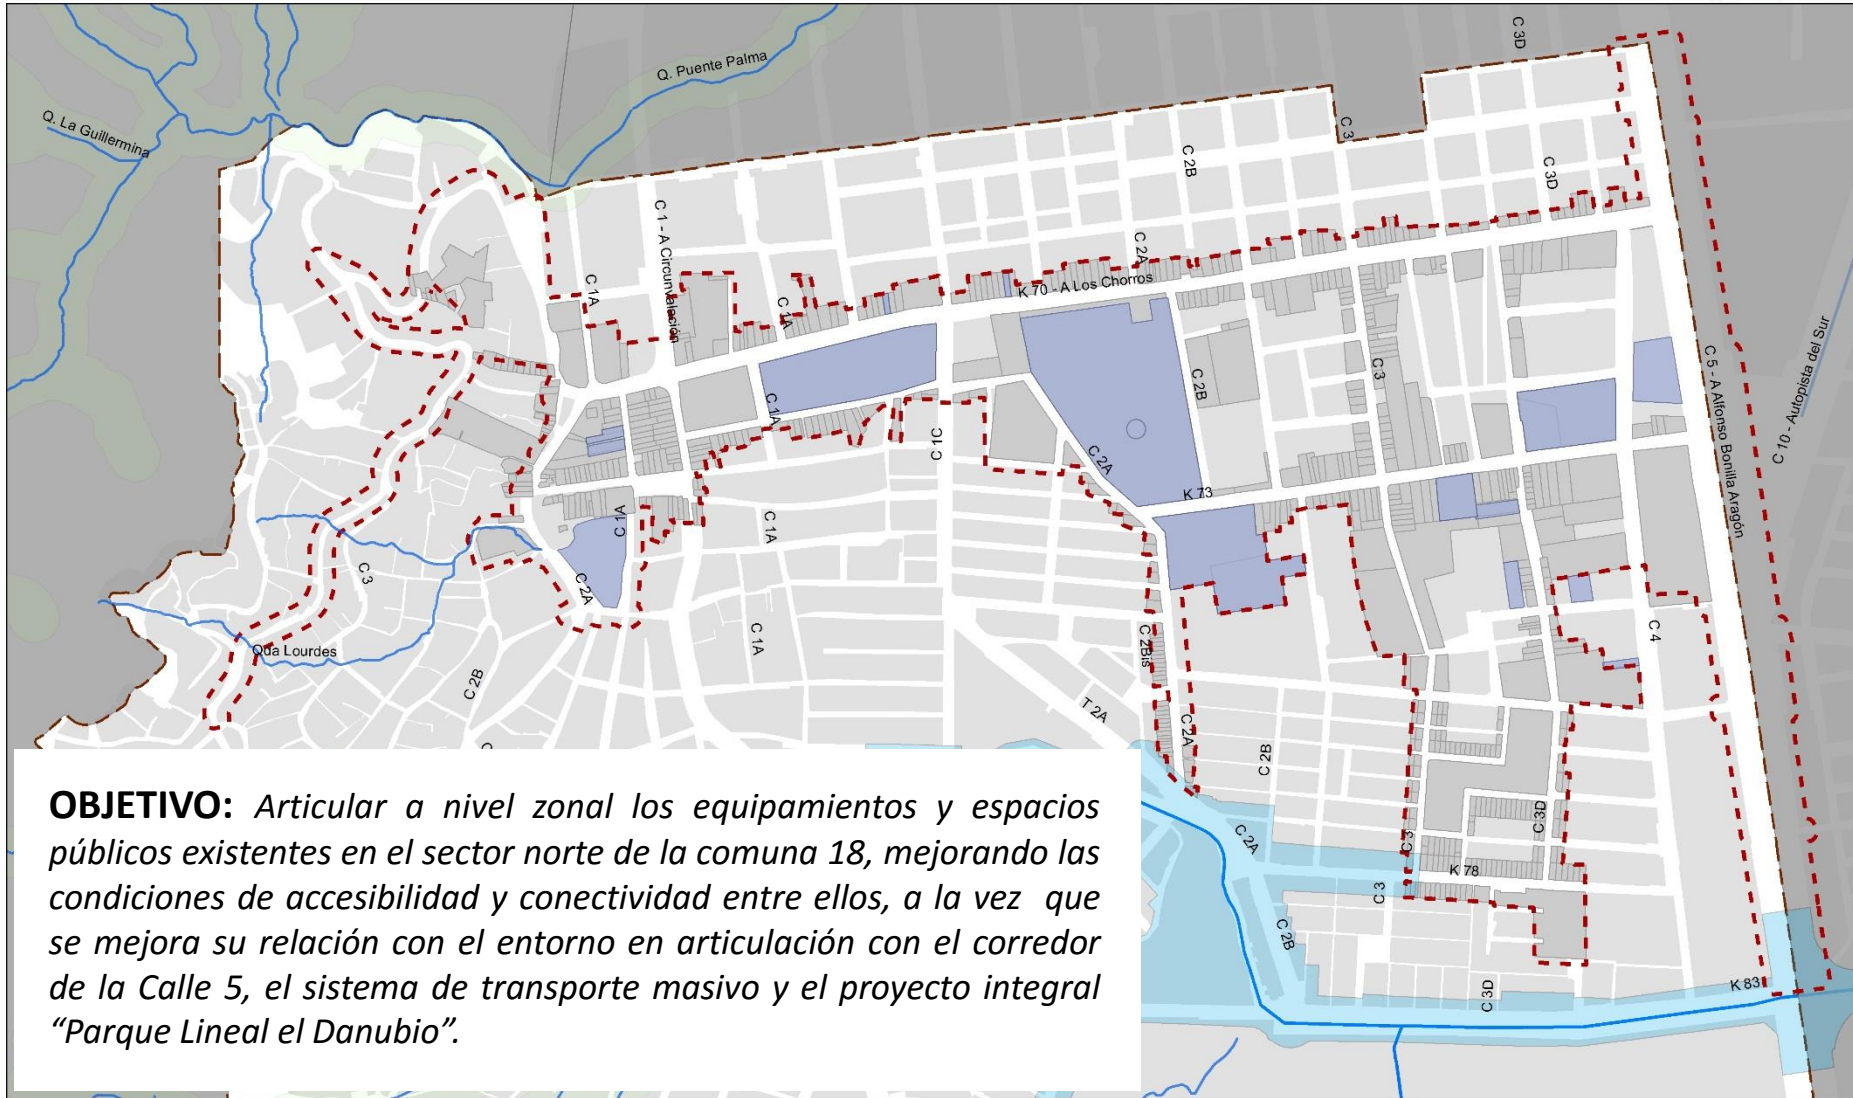 C 3D
Q. Puente Palma
Q. La Guillermina
C 3
C 2B
C 3D
C 1 - A Circunvalación
C 2A
C 1A
K 70 - A Los Chorros
C 1A
C 10 - Autopista del Sur
C 5 - A Alfonso Bonilla Aragón
C 3
C 2B
C 1A
C 1C
C 2A
K 73
C 1A
C 1A
C 3
C 2A
C 1A
C 4
Qda Lourdes
C 2Bis
C 2B
T 2A
C 2A
C 2B
C 3D
C 2A
C 3
K 78
C 3
C 2B
K 83
C 3D
OBJETIVO: Articular a nivel zonal los equipamientos y espacios
públicos existentes en el sector norte de la comuna 18, mejorando las
condiciones de accesibilidad y conectividad entre ellos, a la vez que
se mejora su relación con el entorno en articulación con el corredor
de la Calle 5, el sistema de transporte masivo y el proyecto integral
“Parque Lineal el Danubio”.